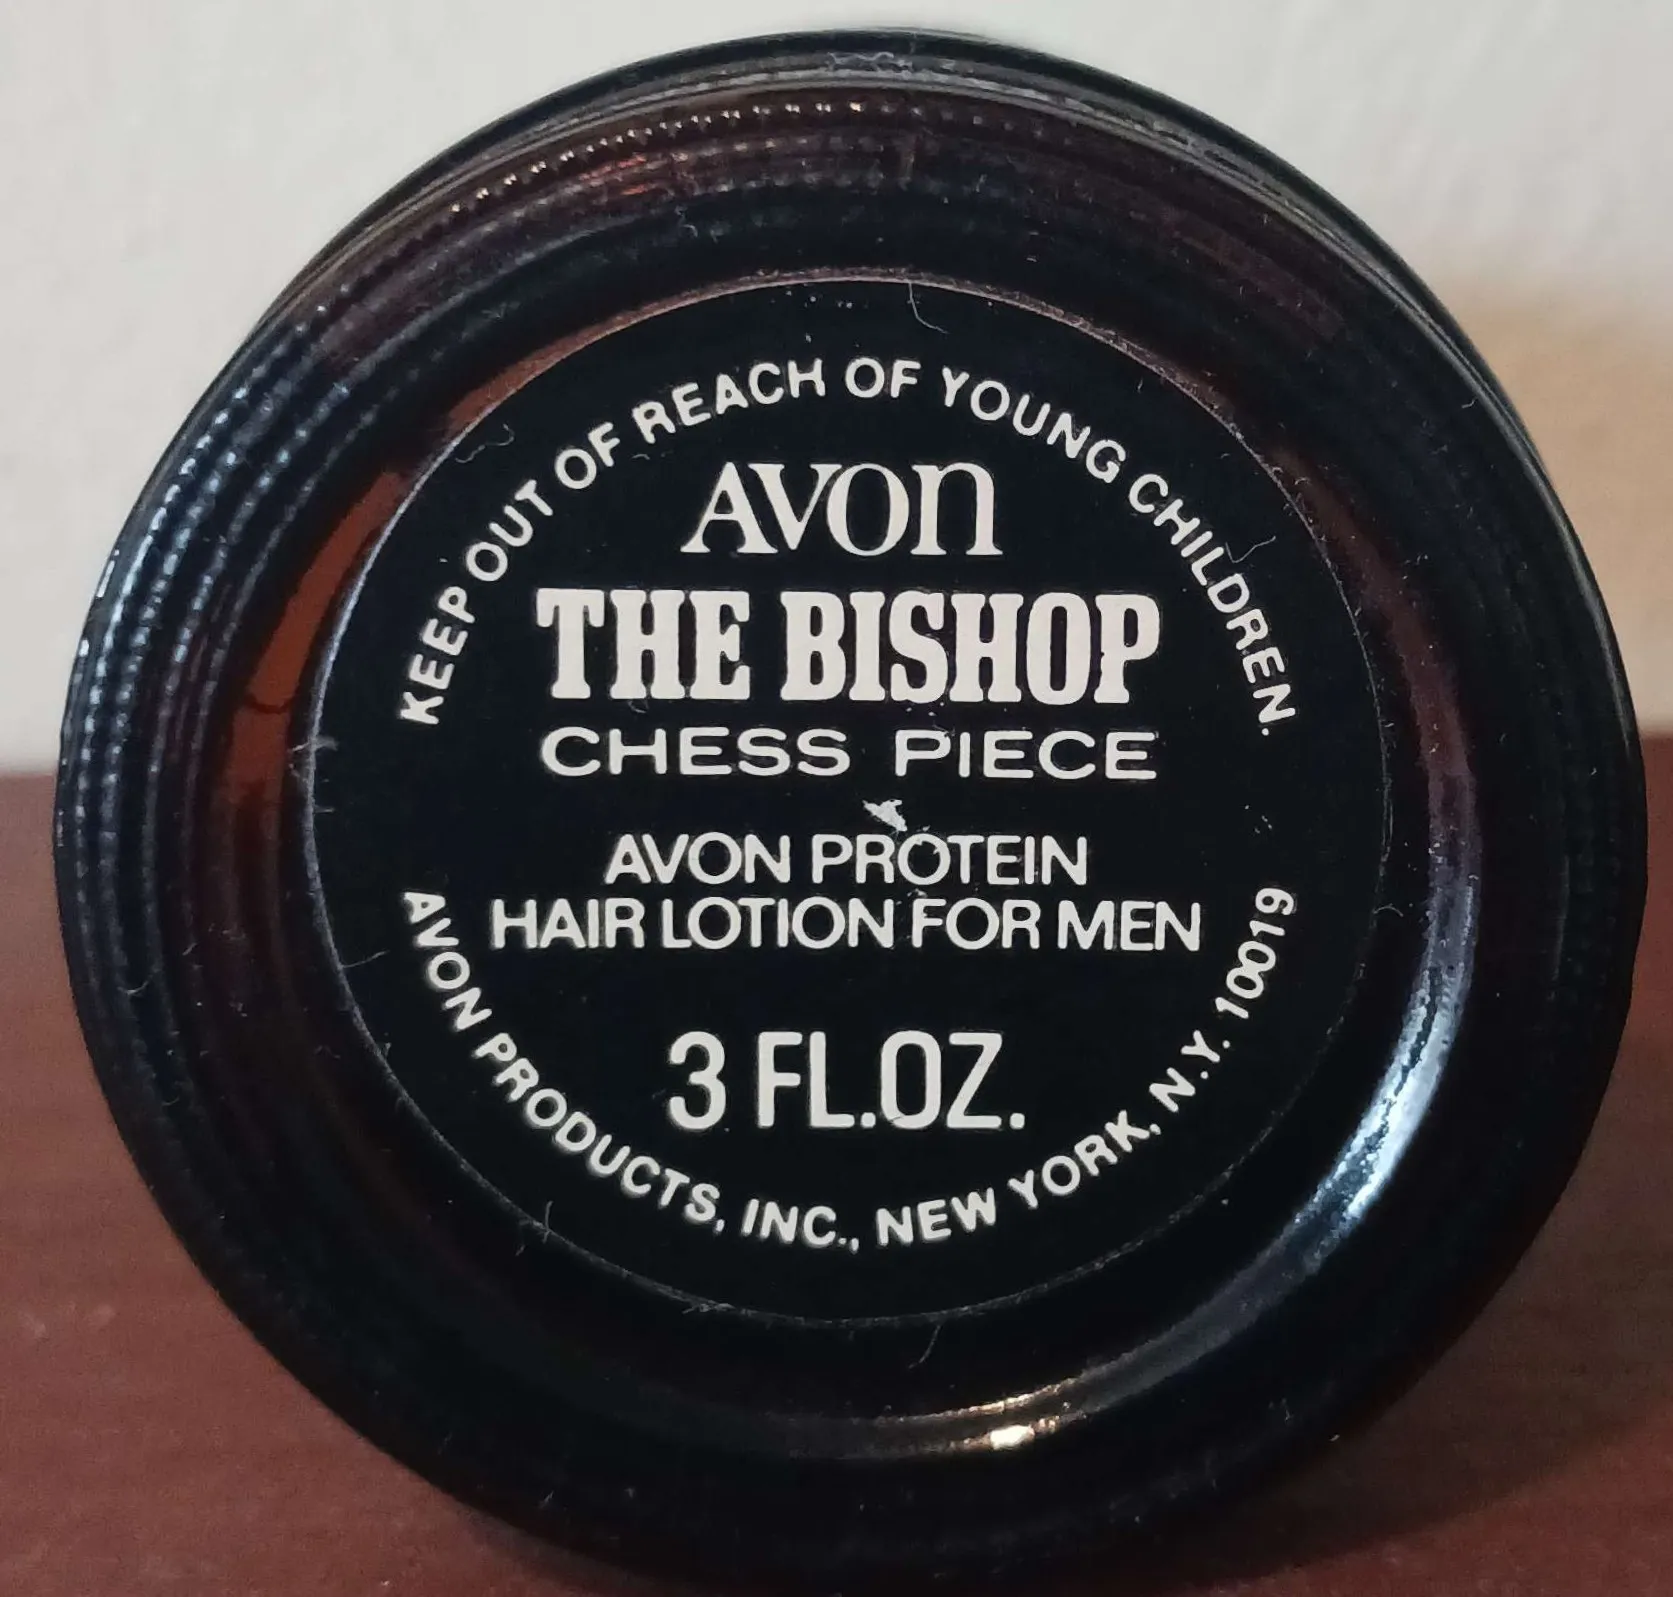 KEEP OUT OF REACH OF YOUNG CHILDREN.
AVON
THE BISHOP
CHESS PIECE
AVON PROTEIN
HAIR LOTION FOR MEN
3 FL.OZ.
AVON PRODUCTS, INC., NEW YORK, N.Y. 10019